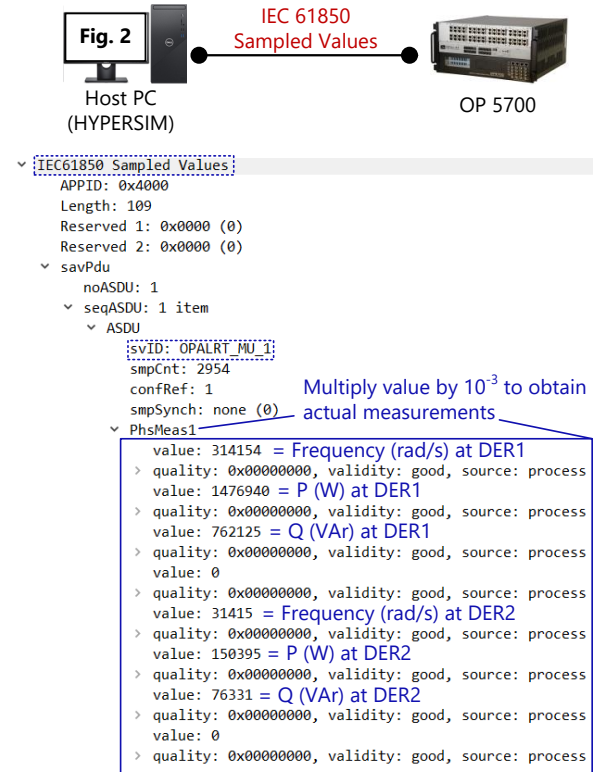 Fig. 2
IEC 61850
Sampled Values
Host PC
(HYPERSIM)
OP 5700
IEC61850 Sampled Values
APPID: 0x4000
Length: 109
Reserved 1: 0x0000 (0)
Reserved 2: 0x0000 (0)
savPdu
noASDU: 1
seqASDU: 1 item
ASDU
svID: OPALRT_MU_1
smpCnt: 2954
confRef: 1
smpSynch: none (0)
Multiply value by 10⁻³ to obtain
actual measurements
PhsMeas1
value: 314154 = Frequency (rad/s) at DER1
quality: 0x00000000, validity: good, source: process
value: 1476940 = P (W) at DER1
quality: 0x00000000, validity: good, source: process
value: 762125 = Q (VAr) at DER1
quality: 0x00000000, validity: good, source: process
value: 0
quality: 0x00000000, validity: good, source: process
value: 31415 = Frequency (rad/s) at DER2
quality: 0x00000000, validity: good, source: process
value: 150395 = P (W) at DER2
quality: 0x00000000, validity: good, source: process
value: 76331 = Q (VAr) at DER2
quality: 0x00000000, validity: good, source: process
value: 0
quality: 0x00000000, validity: good, source: process